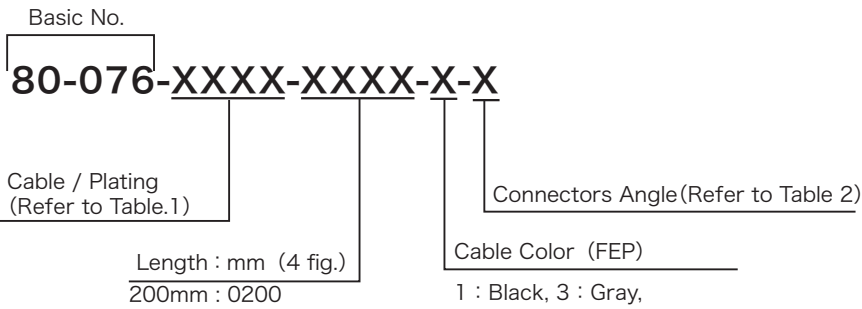 Basic No.
80-076-XXXX-XXXX-X-X
Cable / Plating
(Refer to Table.1)
Connectors Angle(Refer to Table 2)
Length：mm（4 fig.）
200mm : 0200
Cable Color（FEP）
1：Black, 3：Gray,